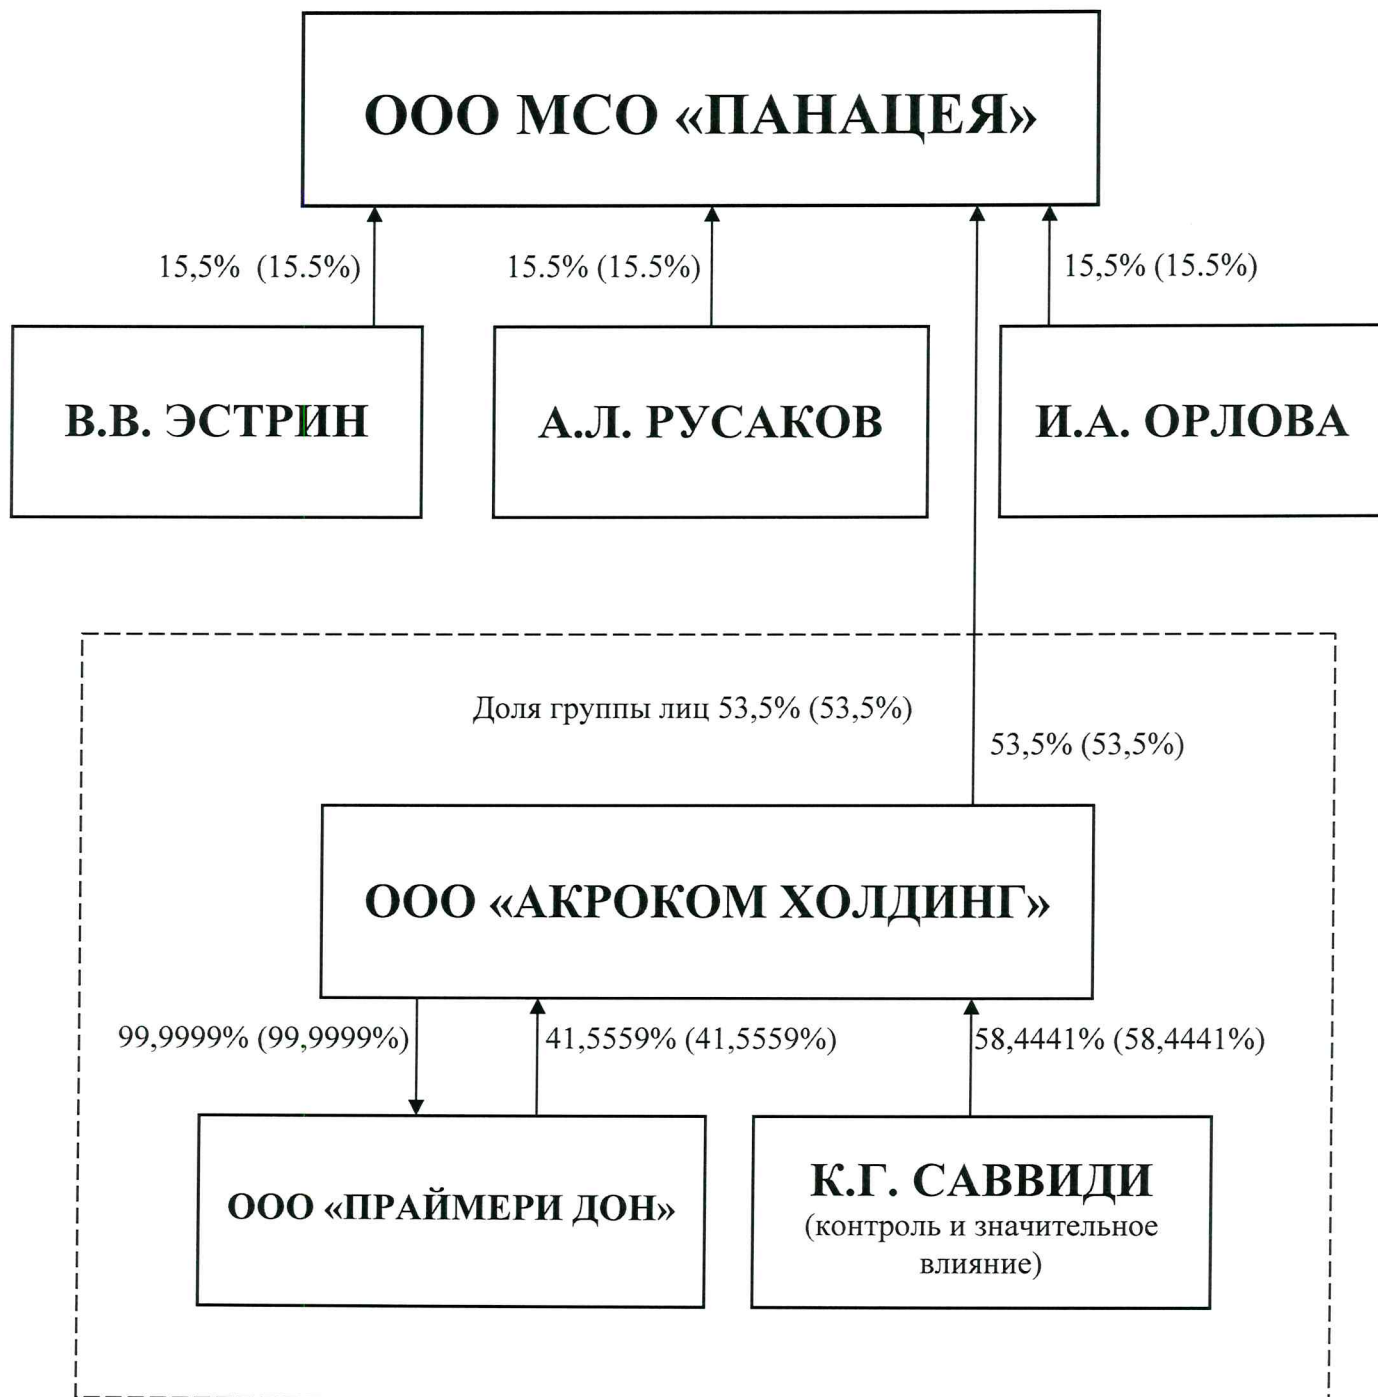 ООО МСО «ПАНАЦЕЯ»
15,5% (15.5%)
15.5% (15.5%)
15,5% (15.5%)
В.В. ЭСТРИН
А.Л. РУСАКОВ
И.А. ОРЛОВА
Доля группы лиц 53,5% (53,5%)
53,5% (53,5%)
ООО «АКРОКОМ ХОЛДИНГ»
99,9999% (99,9999%)
41,5559% (41,5559%)
58,4441% (58,4441%)
ООО «ПРАЙМЕРИ ДОН»
К.Г. САВВИДИ
(контроль и значительное
влияние)